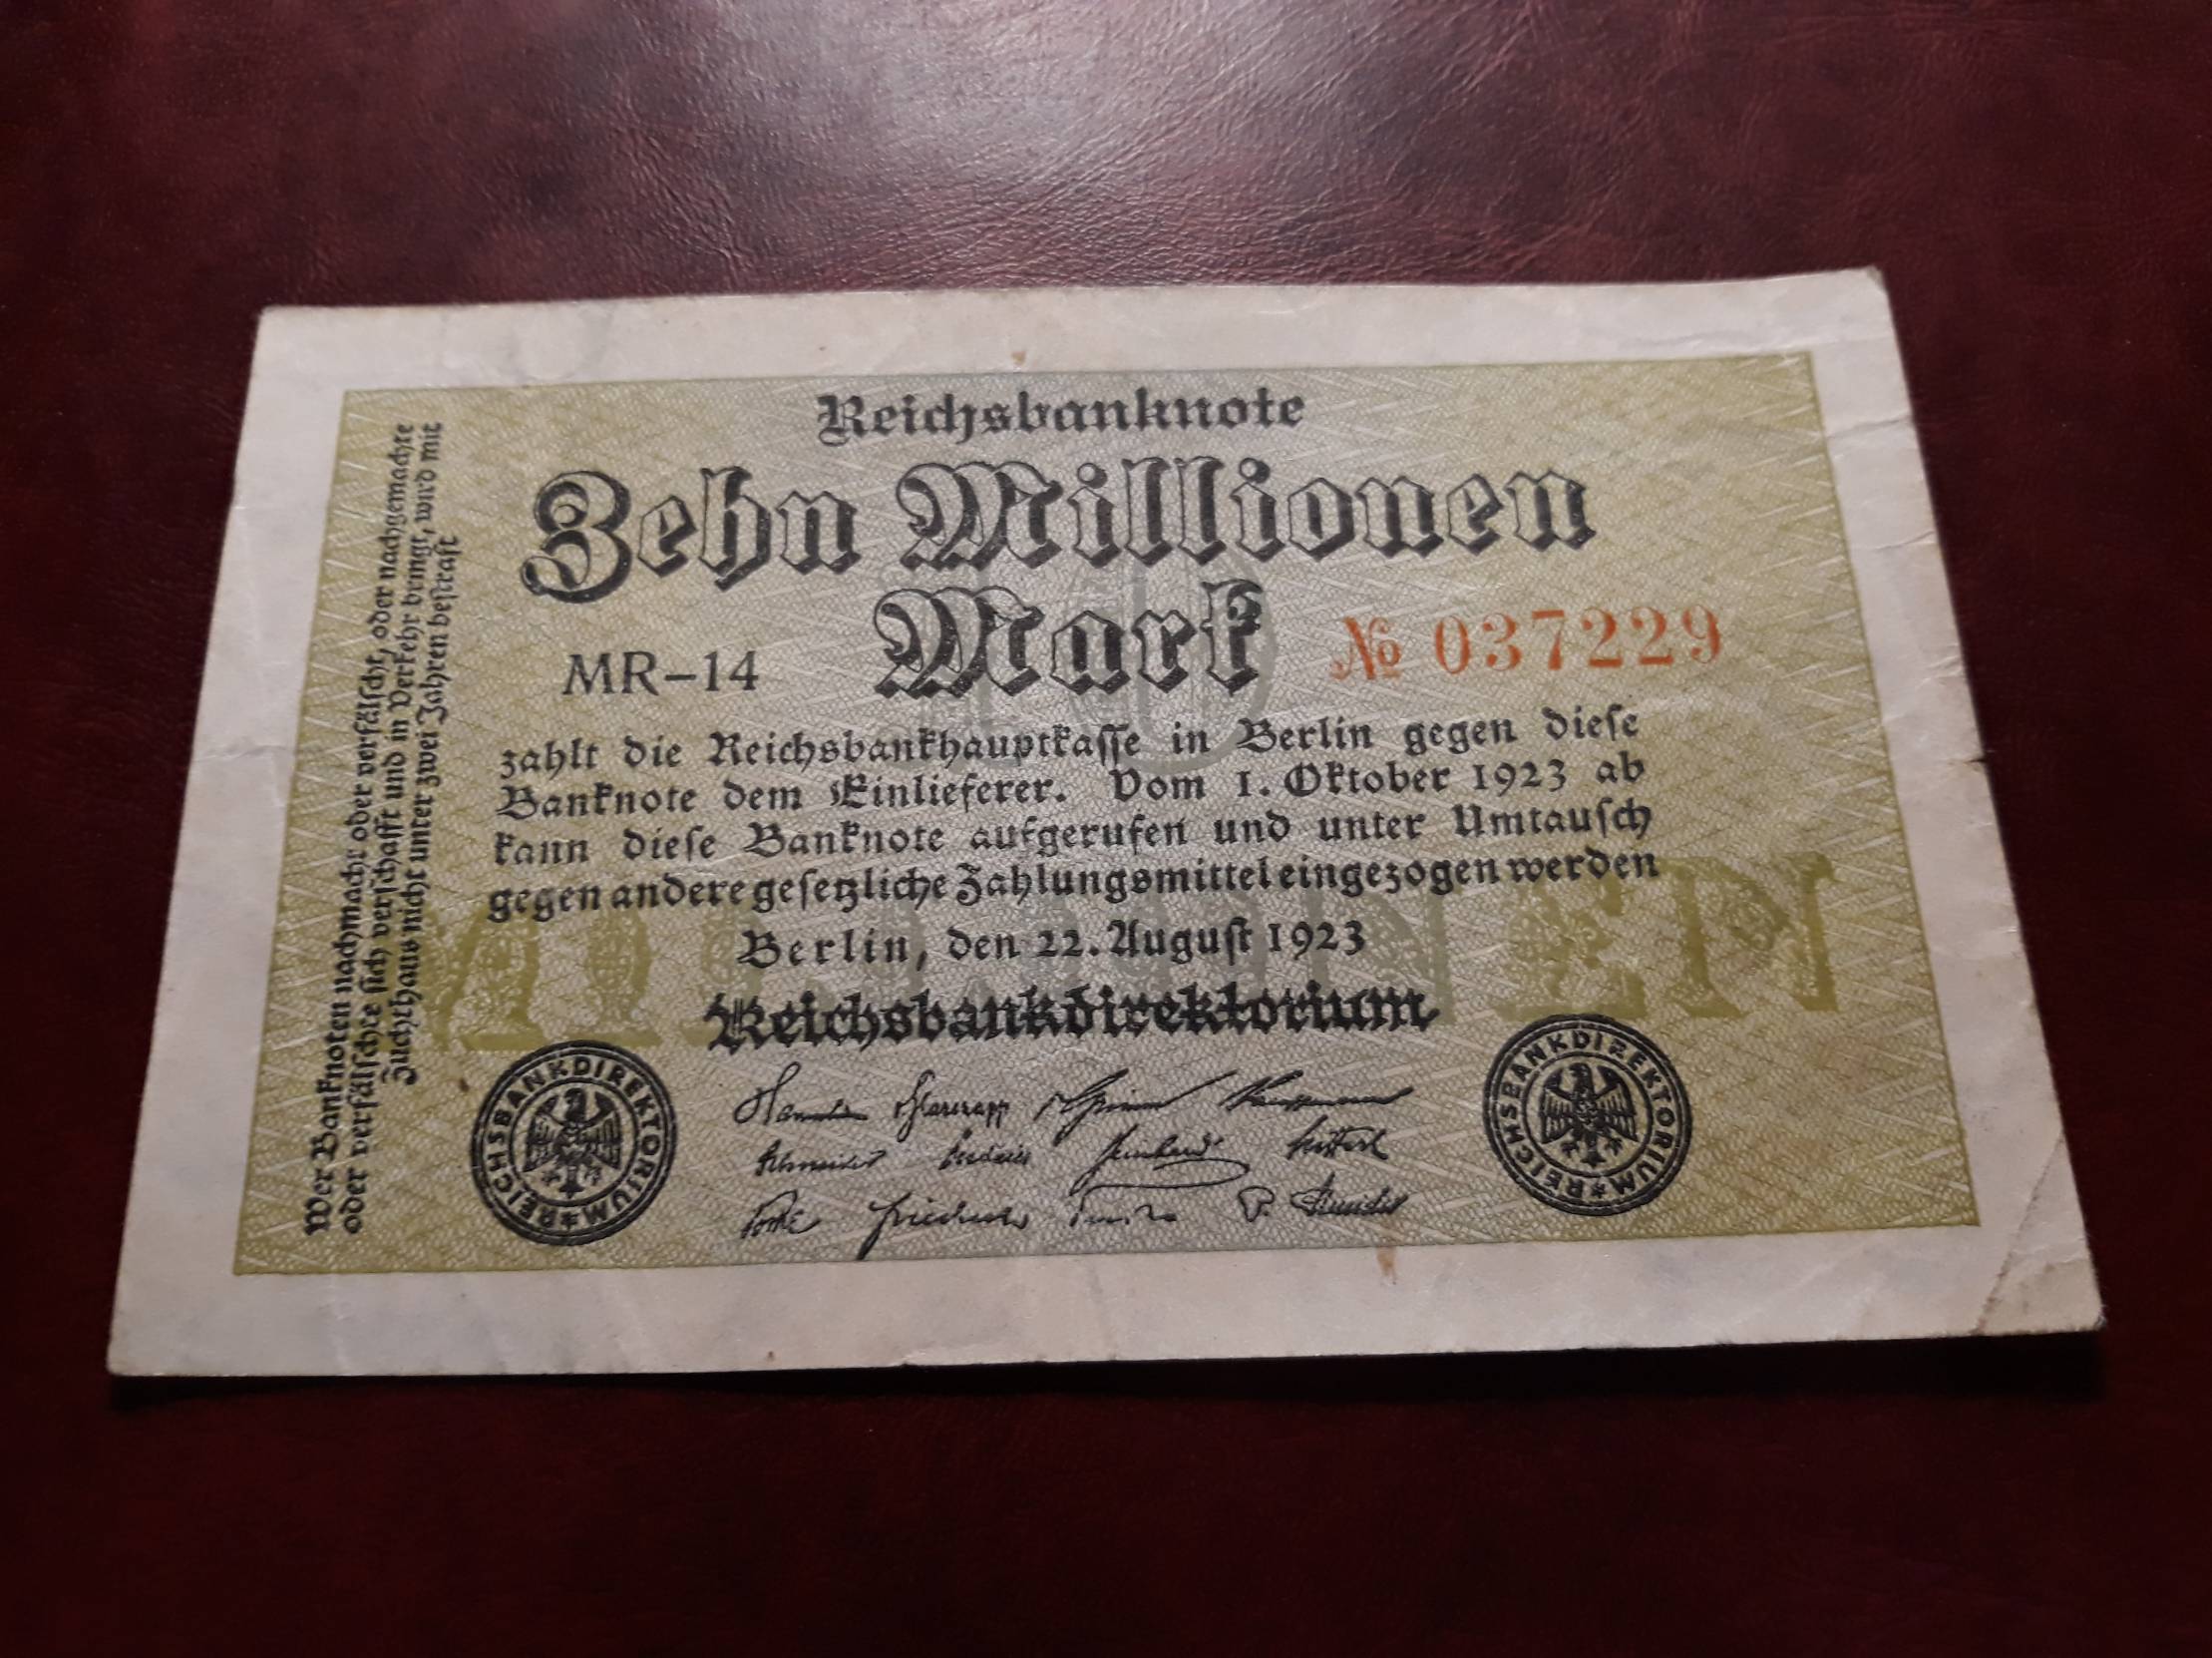 Reichsbanknote
Zehn Millionen
Mark
MR-14
№ 037229
zahlt die Reichsbankhauptkasse in Berlin gegen diese
Banknote dem Einlieferer. Vom 1. Oktober 1923 ab
kann diese Banknote aufgerufen und unter Umtausch
gegen andere gesetzliche Zahlungsmittel eingezogen werden
Berlin, den 22. August 1923
Reichsbankdirektorium
REICHSBANKDIREKTORIUM
REICHSBANKDIREKTORIUM
Wer Banknoten nachmacht oder verfälscht, oder nachgemachte
oder verfälschte sich verschafft und in Verkehr bringt, wird mit
Zuchthaus nicht unter zwei Jahren bestraft
10
MILLIONEN